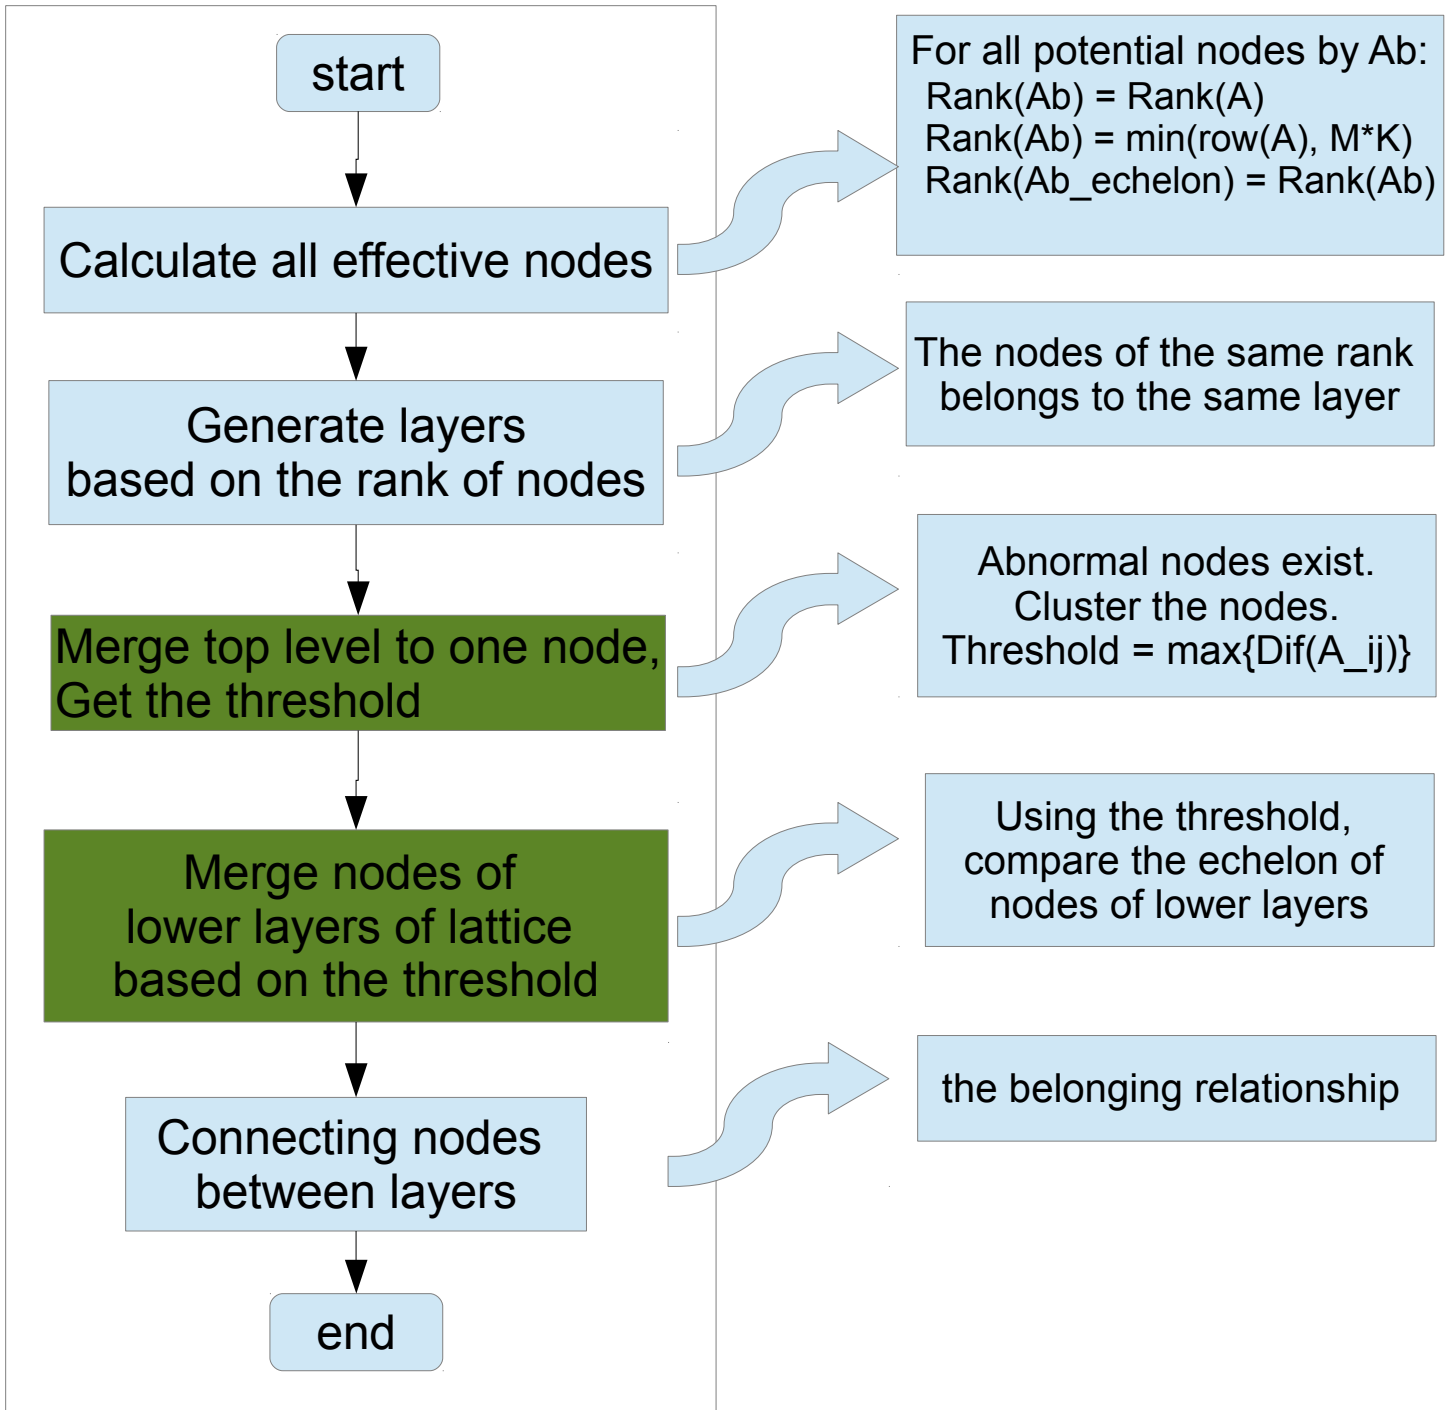 start
For all potential nodes by Ab:
Rank(Ab) = Rank(A)
Rank(Ab) = min(row(A), M*K)
Rank(Ab_echelon) = Rank(Ab)
Calculate all effective nodes
The nodes of the same rank
belongs to the same layer
Generate layers
based on the rank of nodes
Abnormal nodes exist.
Cluster the nodes.
Threshold = max{Dif(A_ij)}
Merge top level to one node,
Get the threshold
Using the threshold,
compare the echelon of
nodes of lower layers
Merge nodes of
lower layers of lattice
based on the threshold
the belonging relationship
Connecting nodes
between layers
end